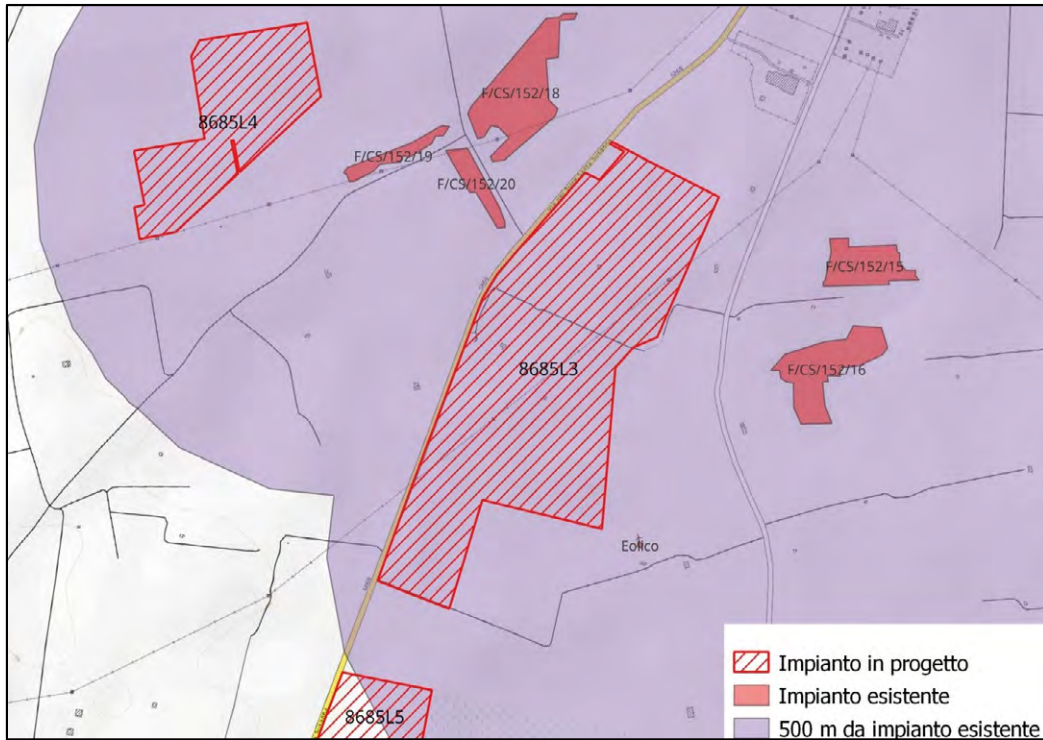 F/CS/152/18
8685L4
F/CS/152/19
F/CS/152/20
F/CS/152/15
8685L3
F/CS/152/16
Eolico
8685L5
Impianto in progetto
Impianto esistente
500 m da impianto esistente